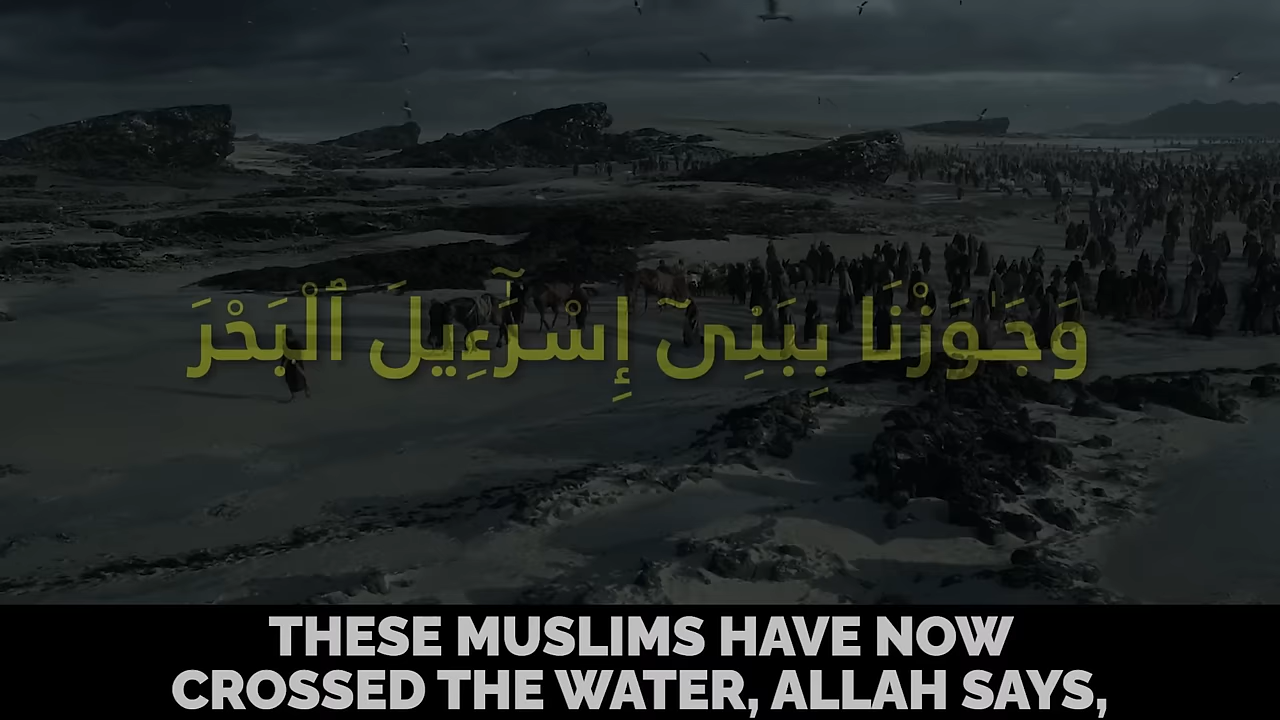 وَجَـٰوَزْنَا بِبَنِىٓ إِسْرَٰٓءِيلَ ٱلْبَحْرَ
THESE MUSLIMS HAVE NOW
CROSSED THE WATER, ALLAH SAYS,